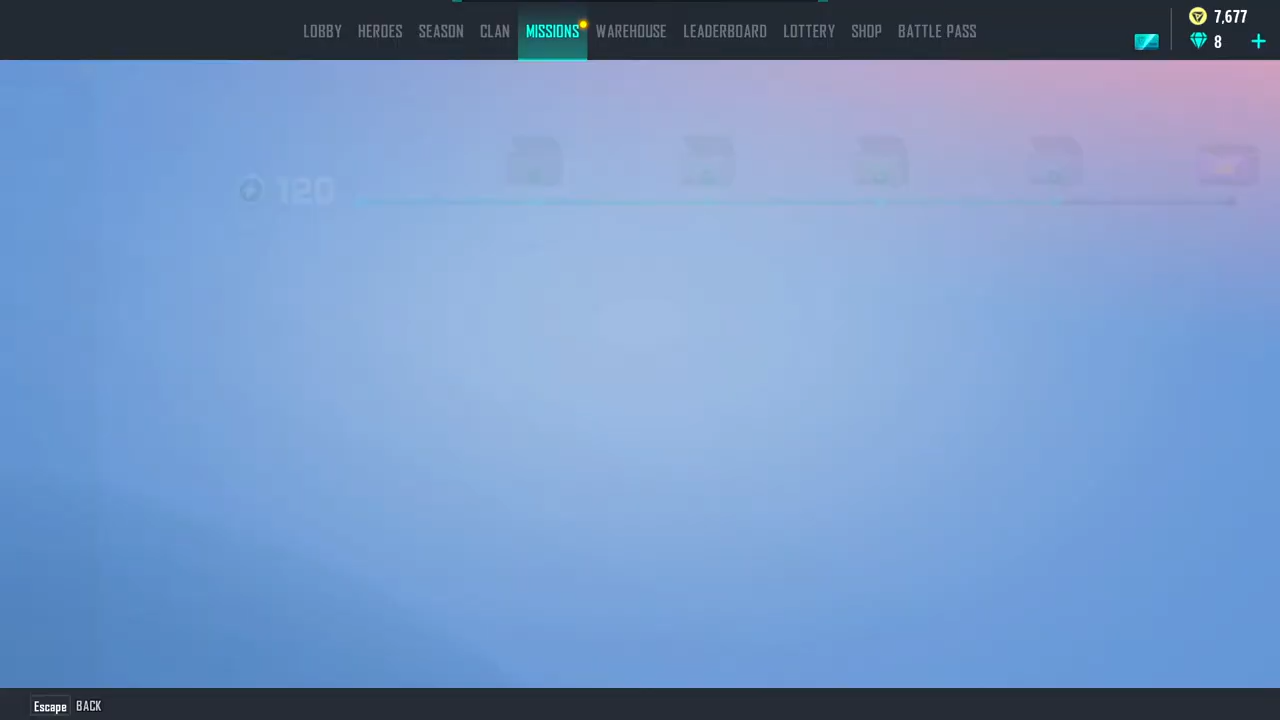 LOBBY HEROES SEASON CLAN MISSIONS WAREHOUSE LEADERBOARD LOTTERY SHOP BATTLE PASS
7,677
8 +
120
Escape BACK